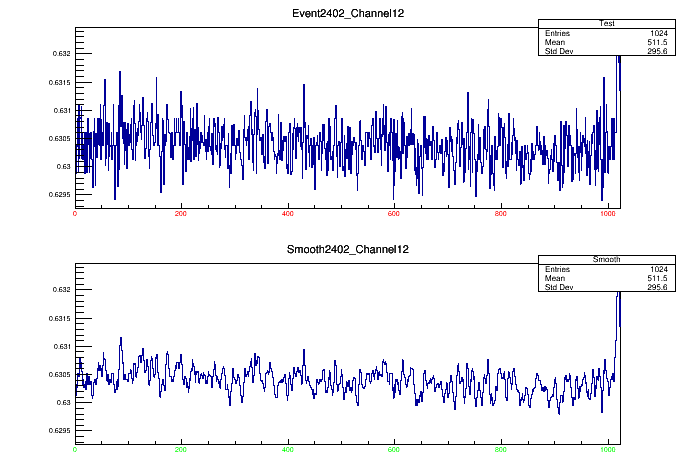 Event2402_Channel12
Test
Entries 1024
Mean 511.5
Std Dev 295.6
0.632
0.6315
0.631
0.6305
0.63
0.6295
0 200 400 600 800 1000
Smooth2402_Channel12
Smooth
Entries 1024
Mean 511.5
Std Dev 295.6
0.632
0.6315
0.631
0.6305
0.63
0.6295
0 200 400 600 800 1000